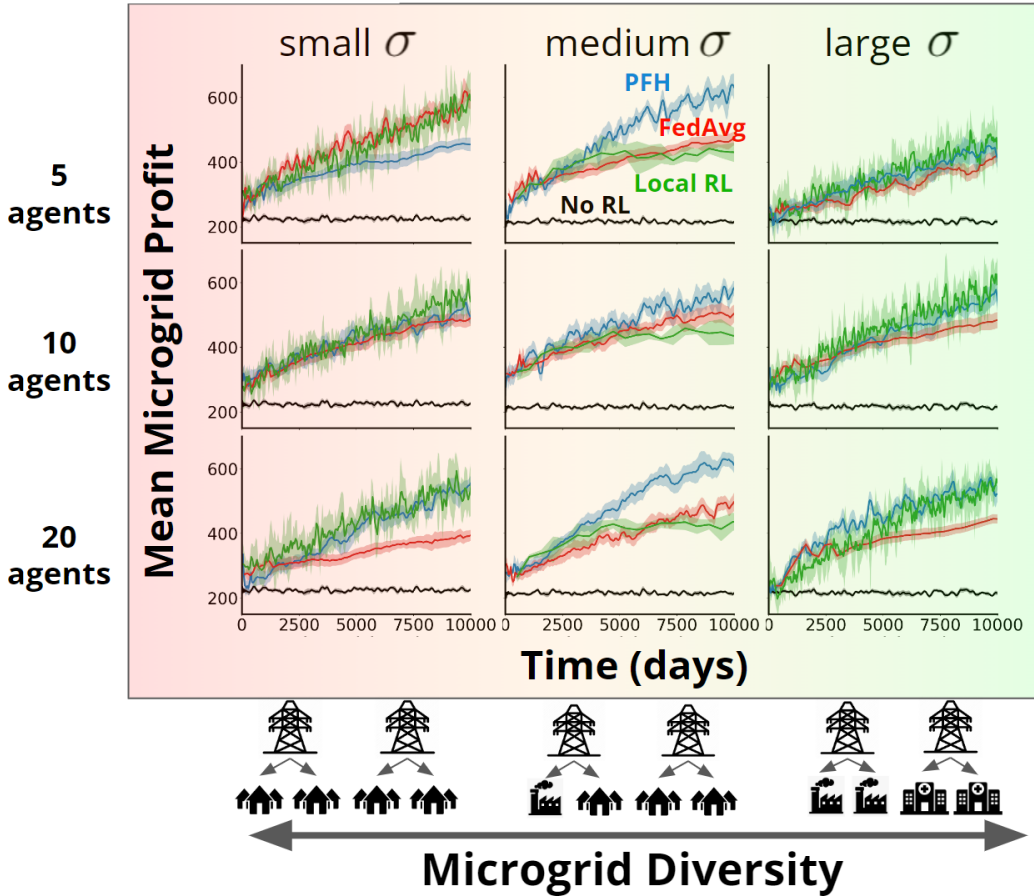 small σ
medium σ
large σ
Mean Microgrid Profit
5
agents
600
400
200
PFH
FedAvg
Local RL
No RL
10
agents
600
400
200
20
agents
600
400
200
0 2500 5000 7500 10000
0 2500 5000 7500 10000
0 2500 5000 7500 10000
Time (days)
Microgrid Diversity